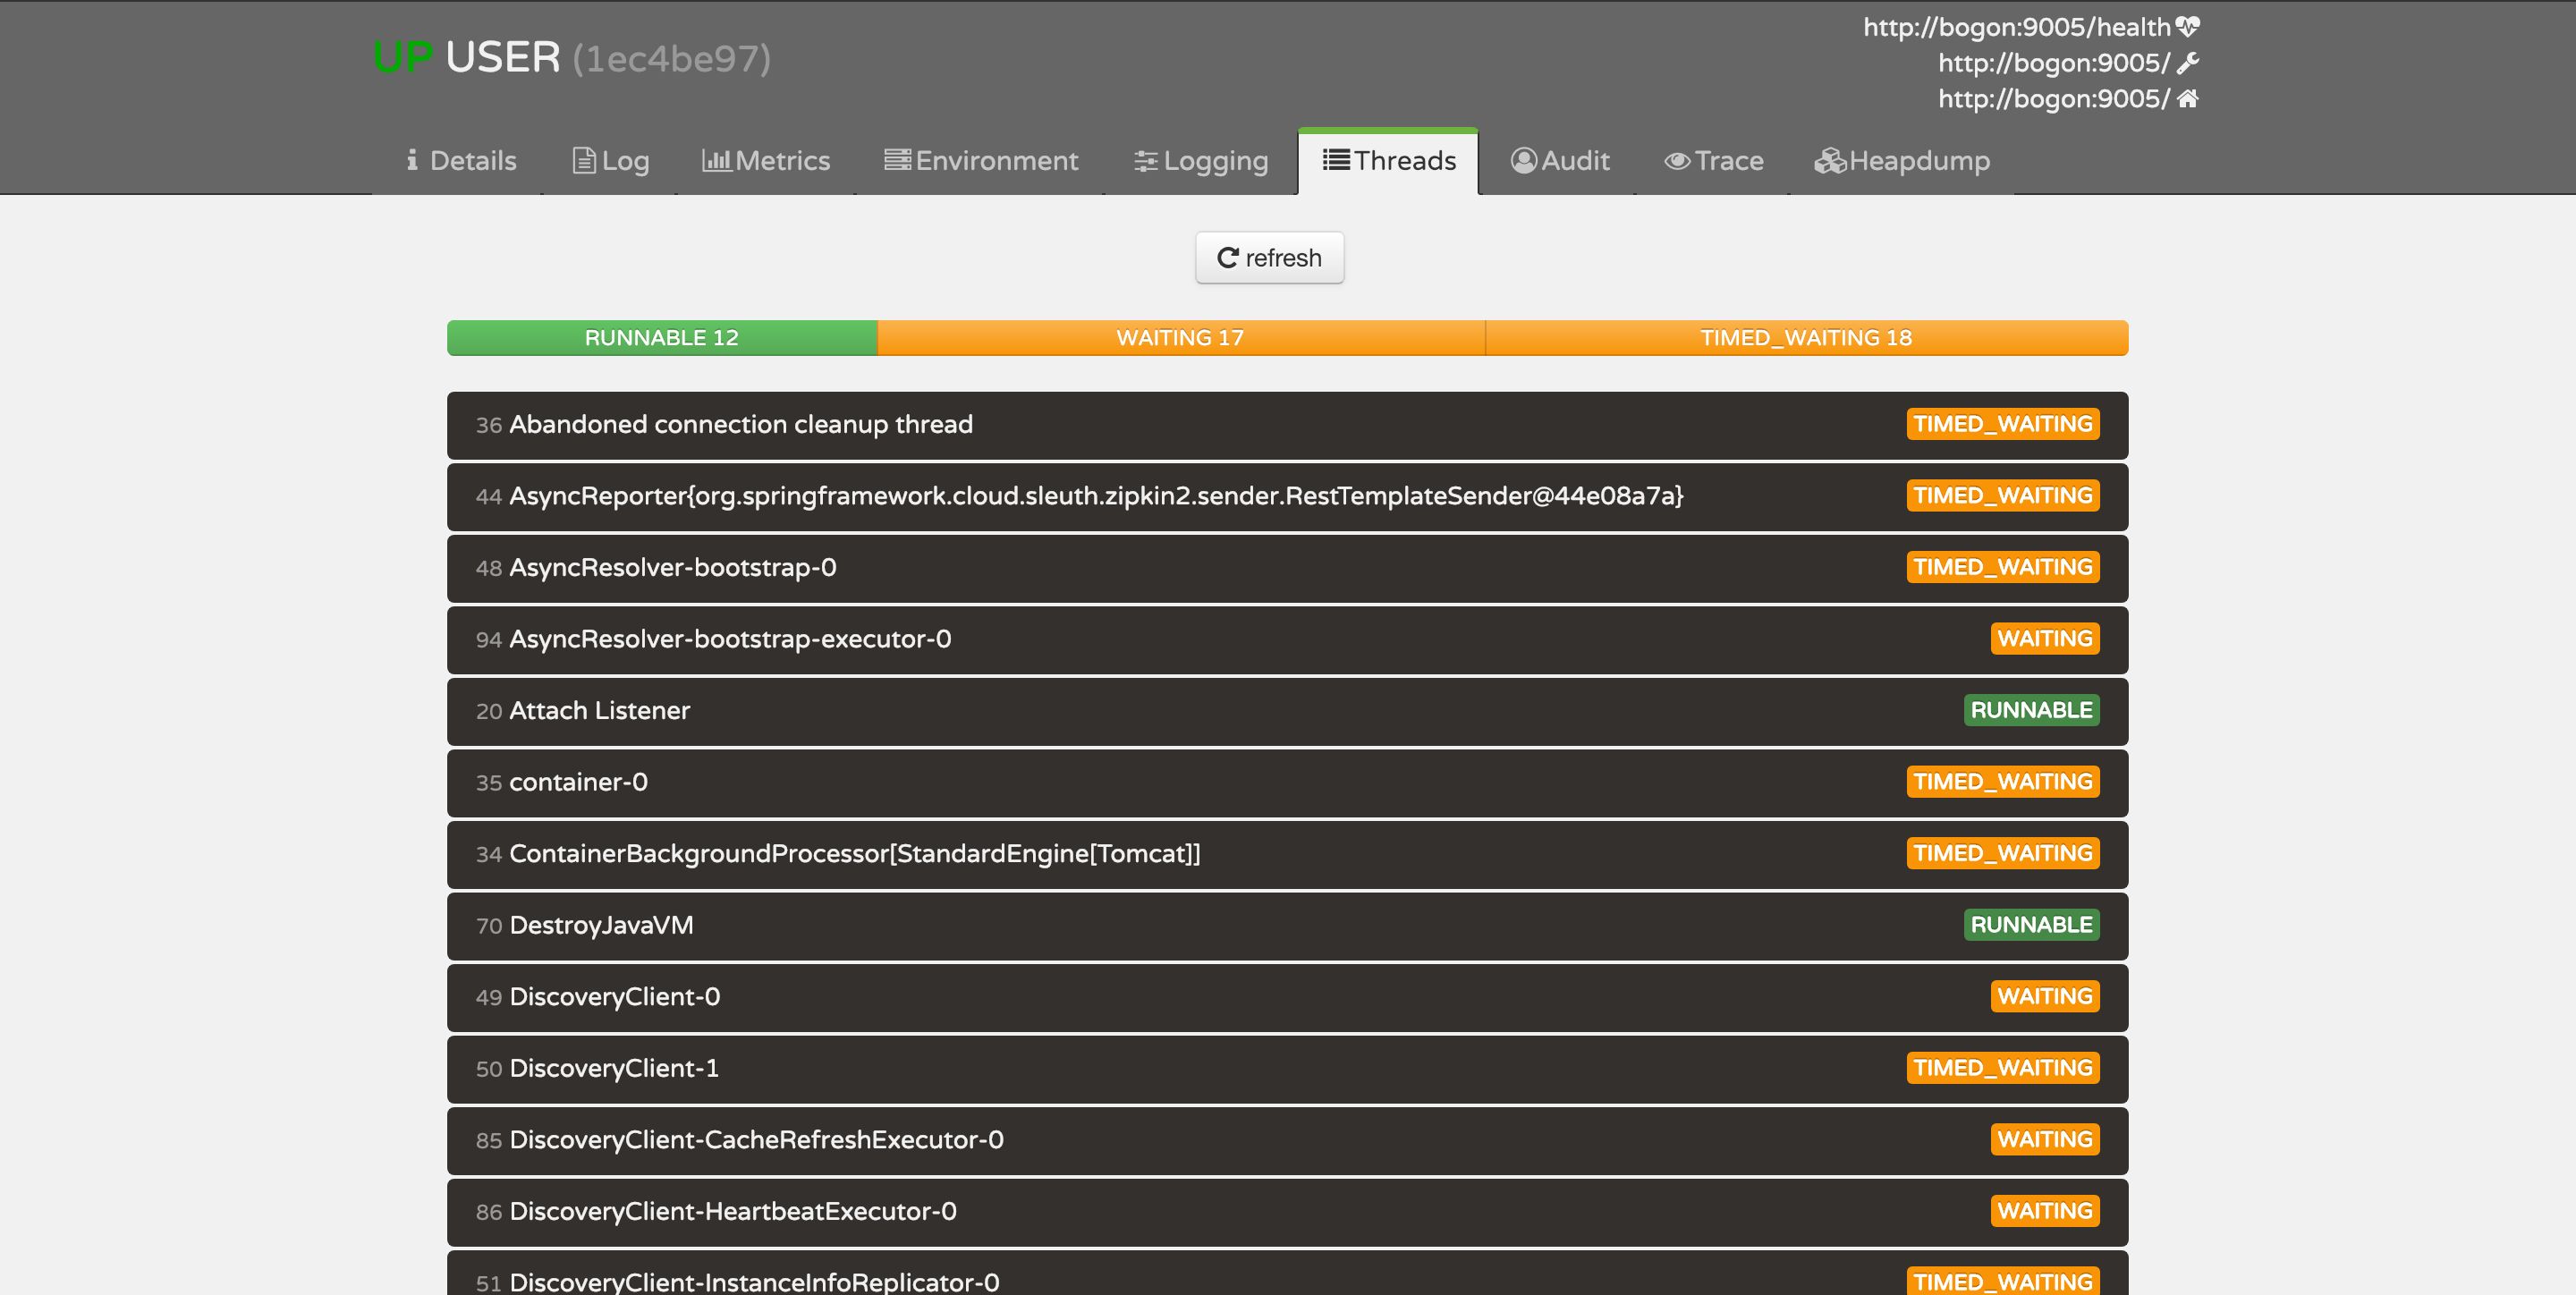 UP USER (1ec4be97)
http://bogon:9005/health
http://bogon:9005/
http://bogon:9005/
Details Log Metrics Environment Logging Threads Audit Trace Heapdump
refresh
RUNNABLE 12 WAITING 17 TIMED_WAITING 18
36 Abandoned connection cleanup thread TIMED_WAITING
44 AsyncReporter{org.springframework.cloud.sleuth.zipkin2.sender.RestTemplateSender@44e08a7a} TIMED_WAITING
48 AsyncResolver-bootstrap-0 TIMED_WAITING
94 AsyncResolver-bootstrap-executor-0 WAITING
20 Attach Listener RUNNABLE
35 container-0 TIMED_WAITING
34 ContainerBackgroundProcessor[StandardEngine[Tomcat]] TIMED_WAITING
70 DestroyJavaVM RUNNABLE
49 DiscoveryClient-0 WAITING
50 DiscoveryClient-1 TIMED_WAITING
85 DiscoveryClient-CacheRefreshExecutor-0 WAITING
86 DiscoveryClient-HeartbeatExecutor-0 WAITING
51 DiscoveryClient-InstanceInfoReplicator-0 TIMED_WAITING